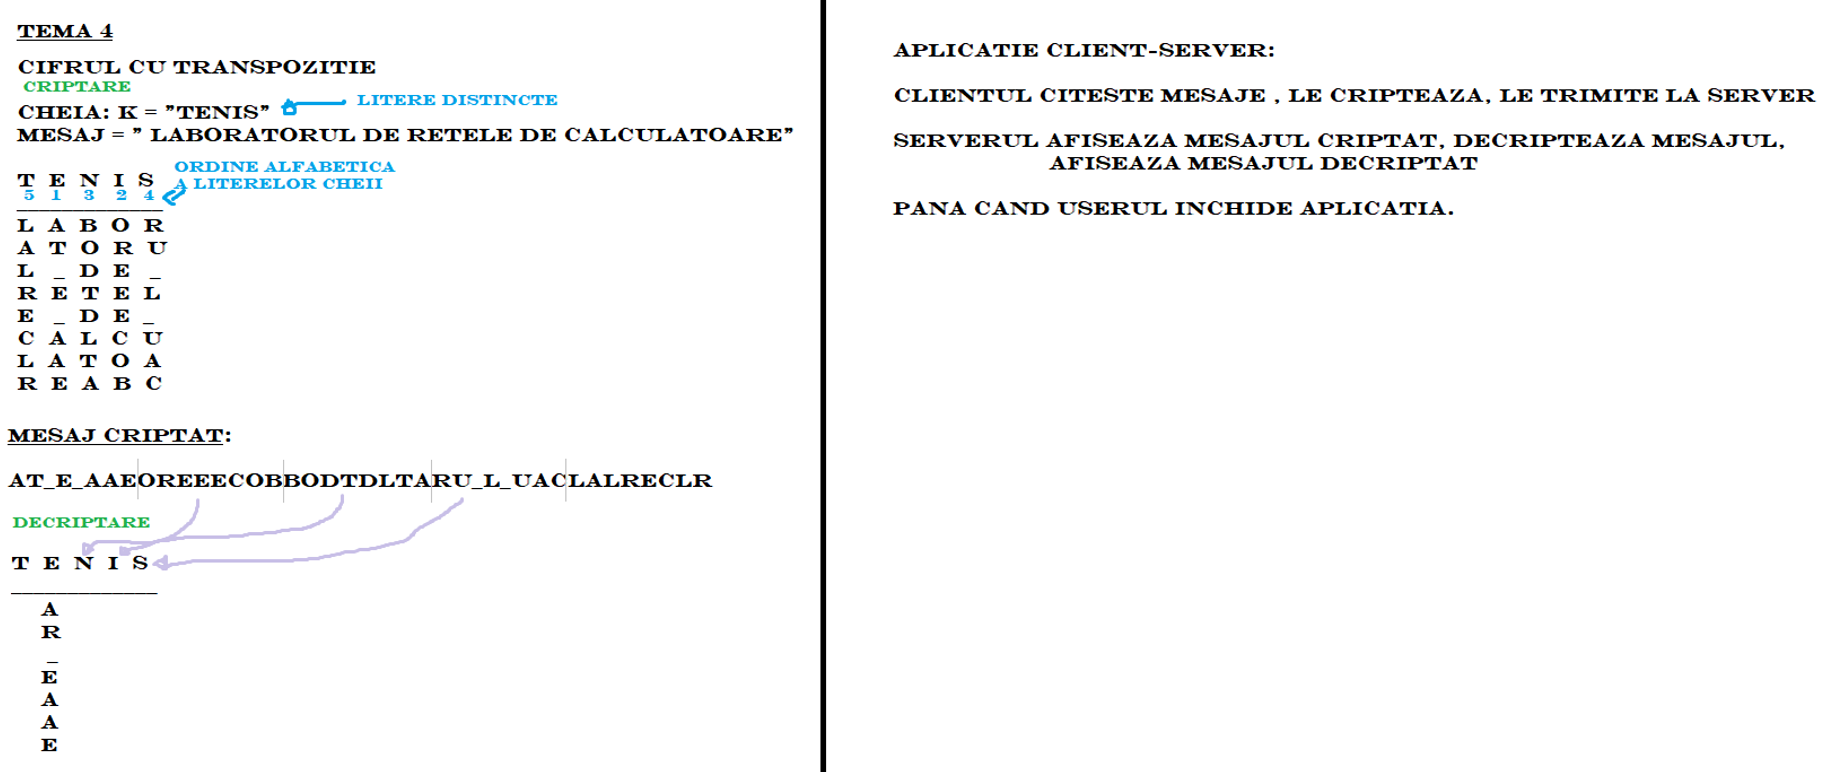 TEMA 4
CIFRUL CU TRANSPOZITIE
CRIPTARE
CHEIA: K = "TENIS"
LITERE DISTINCTE
MESAJ = " LABORATORUL DE RETELE DE CALCULATOARE"
ORDINE ALFABETICA
A LITERELOR CHEII
T E N I S
5 1 3 2 4
_____________
L A B O R
A T O R U
L _ D E _
R E T E L
E _ D E _
C A L C U
L A T O A
R E A B C
MESAJ CRIPTAT:
AT_E_AAEOREEECOBBODTDLTARU_L_UACLALRECLR
DECRIPTARE
T E N I S
_____________
A
R
_
E
A
A
E
APLICATIE CLIENT-SERVER:
CLIENTUL CITESTE MESAJE , LE CRIPTEAZA, LE TRIMITE LA SERVER
SERVERUL AFISEAZA MESAJUL CRIPTAT, DECRIPTEAZA MESAJUL,
AFISEAZA MESAJUL DECRIPTAT
PANA CAND USERUL INCHIDE APLICATIA.